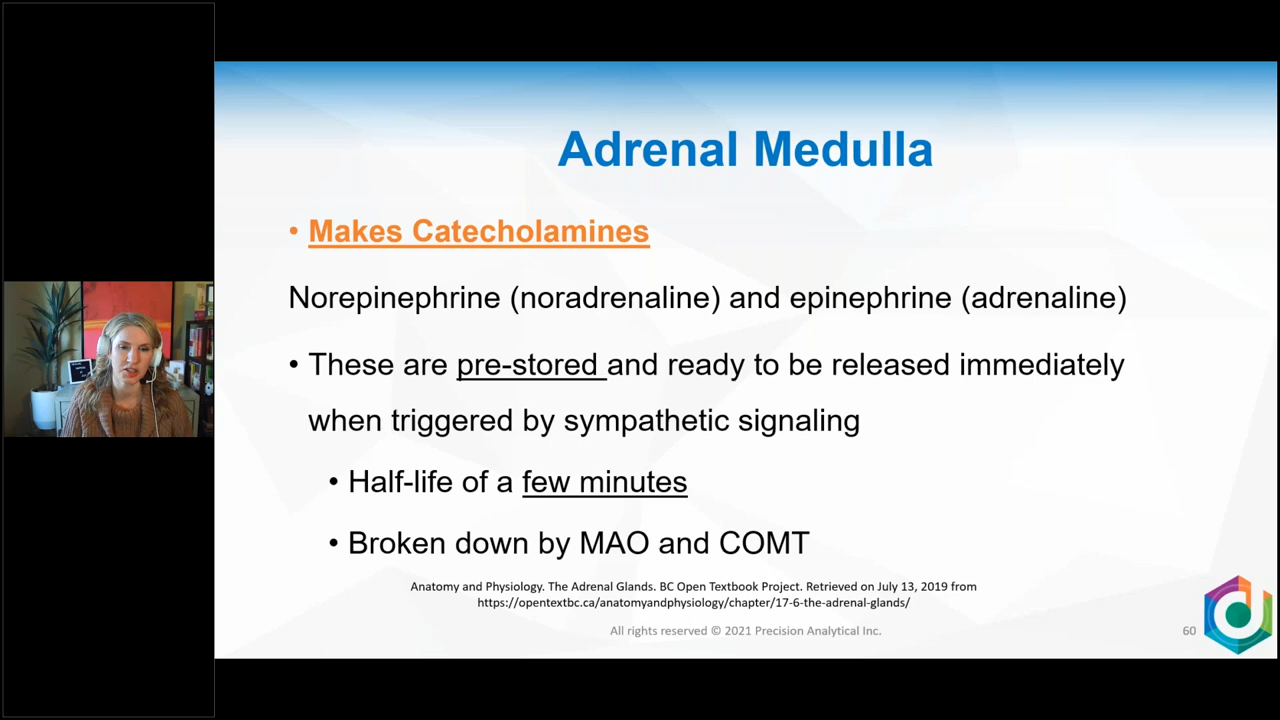 Adrenal Medulla
• Makes Catecholamines
Norepinephrine (noradrenaline) and epinephrine (adrenaline)
• These are pre-stored and ready to be released immediately
when triggered by sympathetic signaling
• Half-life of a few minutes
• Broken down by MAO and COMT
Anatomy and Physiology. The Adrenal Glands. BC Open Textbook Project. Retrieved on July 13, 2019 from
https://opentextbc.ca/anatomyandphysiology/chapter/17-6-the-adrenal-glands/
All rights reserved © 2021 Precision Analytical Inc.
60